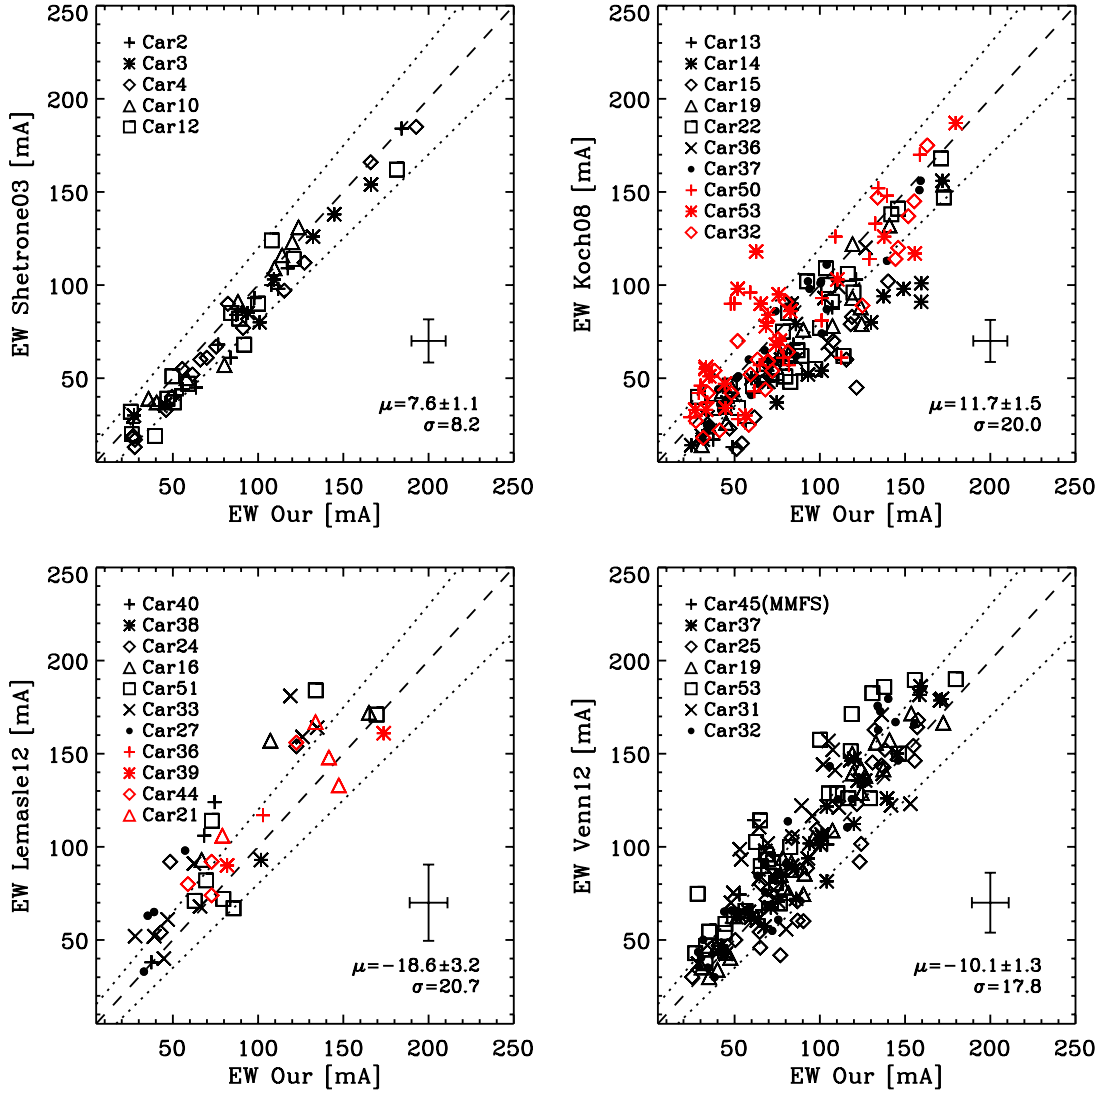 250
200
150
100
50
EW Shetrone03 [mA]
Car2
Car3
Car4
Car10
Car12
μ=7.6±1.1
σ=8.2
50 100 150 200 250
EW Our [mA]
250
200
150
100
50
EW Koch08 [mA]
Car13
Car14
Car15
Car19
Car22
Car36
Car37
Car50
Car53
Car32
μ=11.7±1.5
σ=20.0
50 100 150 200 250
EW Our [mA]
250
200
150
100
50
EW Lemasle12 [mA]
Car40
Car38
Car24
Car16
Car51
Car33
Car27
Car36
Car39
Car44
Car21
μ=−18.6±3.2
σ=20.7
50 100 150 200 250
EW Our [mA]
250
200
150
100
50
EW Venn12 [mA]
Car45(MMFS)
Car37
Car25
Car19
Car53
Car31
Car32
μ=−10.1±1.3
σ=17.8
50 100 150 200 250
EW Our [mA]